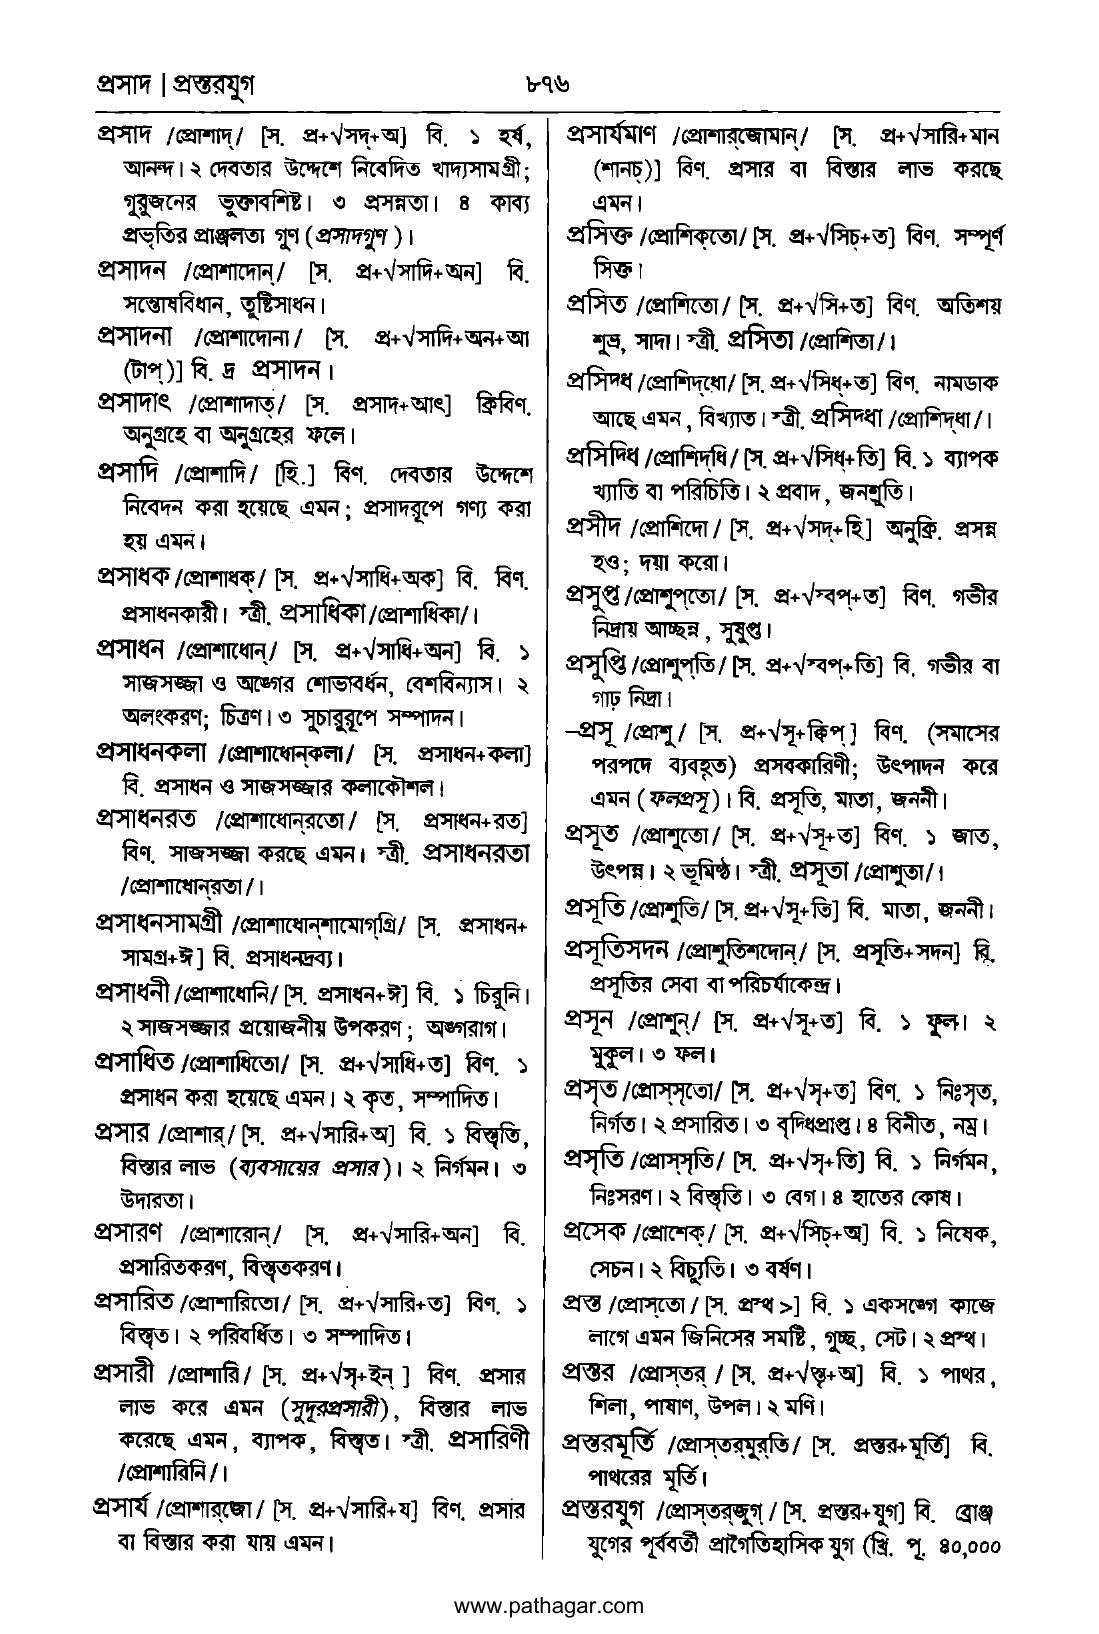 প্রসাদ | প্রস্তরযুগ
৮৭৬
প্রসাদ /প্রোশাদ্/ [স. প্র+√সদ্+অ] বি. ১ হর্ষ,
আনন্দ। ২ দেবতার উদ্দেশে নিবেদিত খাদ্যসামগ্রী;
গুরুজনের ভুক্তাবশিষ্ট। ৩ প্রসন্নতা। ৪ কাব্য
প্রভৃতির প্রাঞ্জলতা গুণ (প্রসাদগুণ )।
প্রসাদন /প্রোশাদোন্/ [স. প্র+√সাদি+অন] বি.
সন্তোষবিধান, তুষ্টিসাধন।
প্রসাদনা /প্রোশাদোনা/ [স. প্র+√সাদি+অন+আ
(টাপ্)] বি. দ্র প্রসাদন।
প্রসাদাৎ /প্রোশাদাত্/ [স. প্রসাদ+আৎ] ক্রিবিণ.
অনুগ্রহে বা অনুগ্রহের ফলে।
প্রসাদি /প্রোশাদি/ [হি.] বিণ. দেবতার উদ্দেশে
নিবেদন করা হয়েছে এমন; প্রসাদরূপে গণ্য করা
হয় এমন।
প্রসাধক /প্রোশাধক্/ [স. প্র+√সাধি+অক] বি. বিণ.
প্রসাধনকারী। স্ত্রী. প্রসাধিকা /প্রোশাধিকা/।
প্রসাধন /প্রোশাধোন্/ [স. প্র+√সাধি+অন] বি. ১
সাজসজ্জা ও অঙ্গের শোভাবর্ধন, বেশবিন্যাস। ২
অলংকরণ; চিত্রণ। ৩ সুচারুরূপে সম্পাদন।
প্রসাধনকলা /প্রোশাধোন্‌কলা/ [স. প্রসাধন+কলা]
বি. প্রসাধন ও সাজসজ্জার কলাকৌশল।
প্রসাধনরত /প্রোশাধোন্‌রতো/ [স. প্রসাধন+রত]
বিণ. সাজসজ্জা করছে এমন। স্ত্রী. প্রসাধনরতা
/প্রোশাধোন্‌রতা/।
প্রসাধনসামগ্রী /প্রোশাধোন্‌শামোগ্‌গ্রি/ [স. প্রসাধন+
সামগ্র+ঈ] বি. প্রসাধনদ্রব্য।
প্রসাধনী /প্রোশাধোনি/ [স. প্রসাধন+ঈ] বি. ১ চিরুনি।
২ সাজসজ্জার প্রয়োজনীয় উপকরণ; অঙ্গরাগ।
প্রসাধিত /প্রোশাধিতো/ [স. প্র+√সাধি+ত] বিণ. ১
প্রসাধন করা হয়েছে এমন। ২ কৃত, সম্পাদিত।
প্রসার /প্রোশার্/ [স. প্র+√সারি+অ] বি. ১ বিস্তৃতি,
বিস্তার লাভ (ব্যবসায়ের প্রসার)। ২ নির্গমন। ৩
উদারতা।
প্রসারণ /প্রোশারোন্/ [স. প্র+√সারি+অন] বি.
প্রসারিতকরণ, বিস্তৃতকরণ।
প্রসারিত /প্রোশারিতো/ [স. প্র+√সারি+ত] বিণ. ১
বিস্তৃত। ২ পরিবর্ধিত। ৩ সম্পাদিত।
প্রসারী /প্রোশারি/ [স. প্র+√সৃ+ইন্ ] বিণ. প্রসার
লাভ করে এমন (সুদূরপ্রসারী), বিস্তার লাভ
করেছে এমন, ব্যাপক, বিস্তৃত। স্ত্রী. প্রসারিণী
/প্রোশারিনি/।
প্রসার্য /প্রোশার্‌জো/ [স. প্র+√সারি+য] বিণ. প্রসার
বা বিস্তার করা যায় এমন।
প্রসার্যমাণ /প্রোশার্‌জোমান্/ [স. প্র+√সারি+মান
(শানচ্)] বিণ. প্রসার বা বিস্তার লাভ করছে
এমন।
প্রসিক্ত /প্রোশিক্‌তো/ [স. প্র+√সিচ্+ত] বিণ. সম্পূর্ণ
সিক্ত।
প্রসিত /প্রোশিতো/ [স. প্র+√সি+ত] বিণ. অতিশয়
শুভ্র, সাদা। স্ত্রী. প্রসিতা /প্রোশিতা/।
প্রসিদ্ধ /প্রোশিদ্‌ধো/ [স. প্র+√সিধ্+ত] বিণ. নামডাক
আছে এমন, বিখ্যাত। স্ত্রী. প্রসিদ্ধা /প্রোশিদ্‌ধা/।
প্রসিদ্ধি /প্রোশিদ্‌ধি/ [স. প্র+√সিধ্+তি] বি. ১ ব্যাপক
খ্যাতি বা পরিচিতি। ২ প্রবাদ, জনশ্রুতি।
প্রসীদ /প্রোশিদো/ [স. প্র+√সদ্+হি] অনুক্রি. প্রসন্ন
হও; দয়া করো।
প্রসুপ্ত /প্রোশুপ্‌তো/ [স. প্র+√স্বপ্+ত] বিণ. গভীর
নিদ্রায় আচ্ছন্ন, সুষুপ্ত।
প্রসুপ্তি /প্রোশুপ্‌তি/ [স. প্র+√স্বপ্+তি] বি. গভীর বা
গাঢ় নিদ্রা।
–প্রসূ /প্রোশু/ [স. প্র+√সূ+ক্বিপ্] বিণ. (সমাসের
পরপদে ব্যবহৃত) প্রসবকারিণী; উৎপাদন করে
এমন (ফলপ্রসূ)। বি. প্রসূতি, মাতা, জননী।
প্রসূত /প্রোশুতো/ [স. প্র+√সূ+ত] বিণ. ১ জাত,
উৎপন্ন। ২ ভূমিষ্ঠ। স্ত্রী. প্রসূতা /প্রোশুতা/।
প্রসূতি /প্রোশুতি/ [স. প্র+√সূ+তি] বি. মাতা, জননী।
প্রসূতিসদন /প্রোশুতিশদোন্/ [স. প্রসূতি+সদন] বি.
প্রসূতির সেবা বা পরিচর্যাকেন্দ্র।
প্রসূন /প্রোশুন্/ [স. প্র+√সূ+ত] বি. ১ ফুল। ২
মুকুল। ৩ ফল।
প্রসৃত /প্রোস্‌সৃতো/ [স. প্র+√সৃ+ত] বিণ. ১ নিঃসৃত,
নির্গত। ২ প্রসারিত। ৩ বৃদ্ধিপ্রাপ্ত। ৪ বিনীত, নম্র।
প্রসৃতি /প্রোস্‌সৃতি/ [স. প্র+√সৃ+তি] বি. ১ নির্গমন,
নিঃসরণ। ২ বিস্তৃতি। ৩ বেগ। ৪ হাতের কোষ।
প্রসেক /প্রোশেক্/ [স. প্র+√সিচ্+অ] বি. ১ নিষেক,
সেচন। ২ বিচ্যুতি। ৩ বর্ষণ।
প্রস্ত /প্রোস্‌তো/ [স. প্রস্থ >] বি. ১ একসঙ্গে কাজে
লাগে এমন জিনিসের সমষ্টি, গুচ্ছ, সেট। ২ প্রস্থ।
প্রস্তর /প্রোস্‌তর্ / [স. প্র+√স্তৃ+অ] বি. ১ পাথর,
শিলা, পাষাণ, উপল। ২ মণি।
প্রস্তরমূর্তি /প্রোস্‌তর্‌মুর্‌তি/ [স. প্রস্তর+মূর্তি] বি.
পাথরের মূর্তি।
প্রস্তরযুগ /প্রোস্‌তর্‌জুগ্ / [স. প্রস্তর+যুগ] বি. ব্রোঞ্জ
যুগের পূর্ববর্তী প্রাগৈতিহাসিক যুগ (খ্রি. পূ. ৪০,০০০
www.pathagar.com